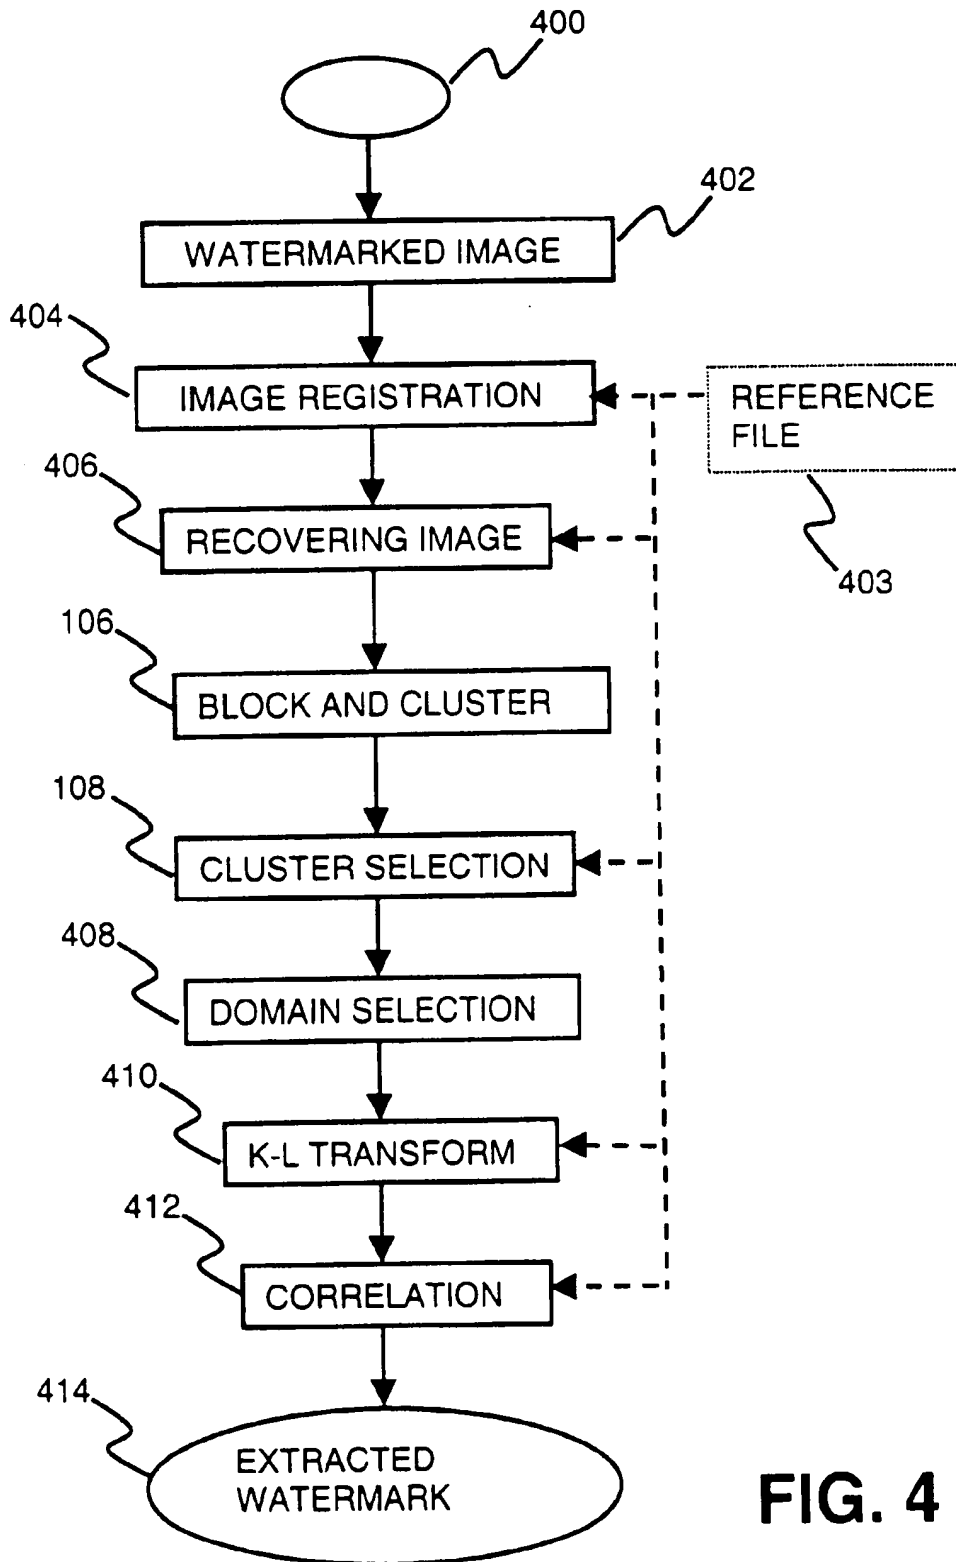 400
402
WATERMARKED IMAGE
404
IMAGE REGISTRATION
REFERENCE
FILE
406
RECOVERING IMAGE
403
106
BLOCK AND CLUSTER
108
CLUSTER SELECTION
408
DOMAIN SELECTION
410
K-L TRANSFORM
412
CORRELATION
414
EXTRACTED
WATERMARK
FIG. 4